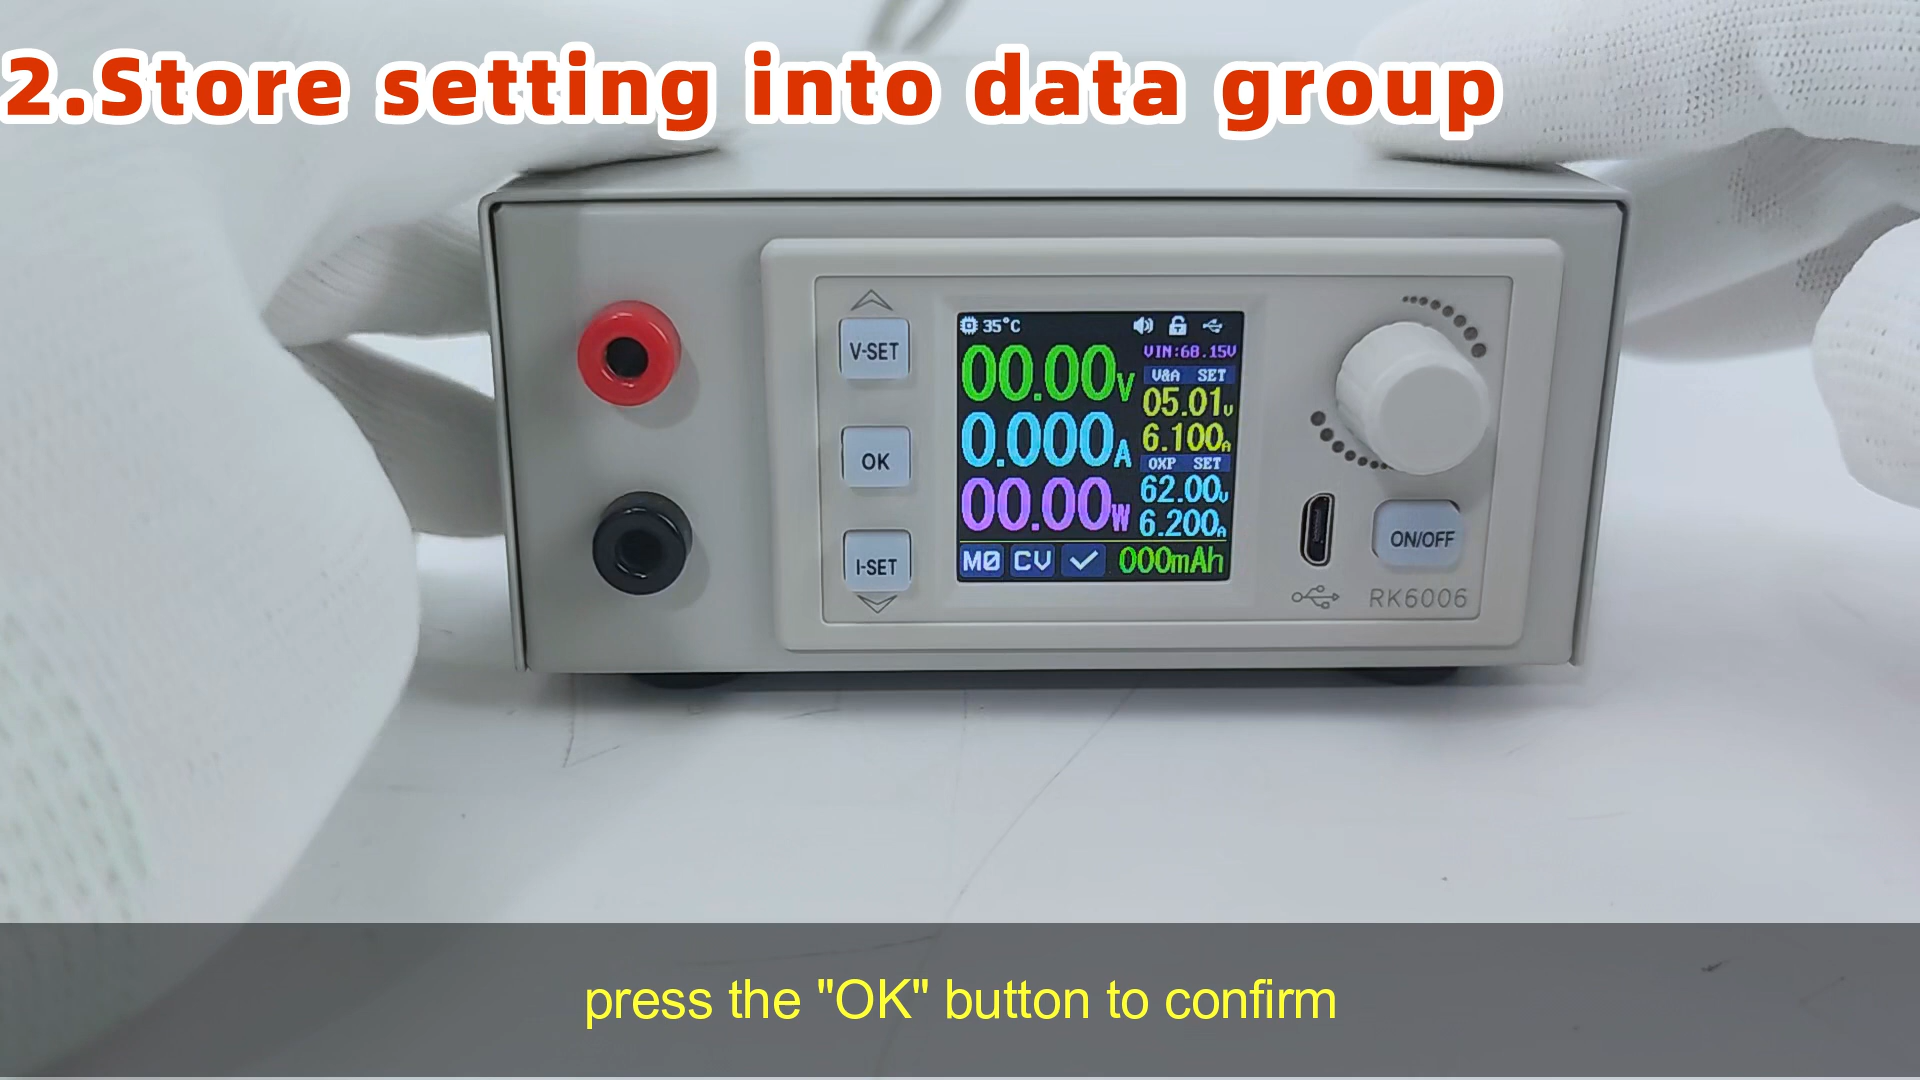 2.Store setting into data group
35°C
VIN:68.15V
00.00V
V&A SET
05.01V
0.000A
6.100A
OXP SET
00.00W
62.00V
6.200A
M0 CV 000mAh
V-SET
OK
I-SET
ON/OFF
RK6006
press the "OK" button to confirm